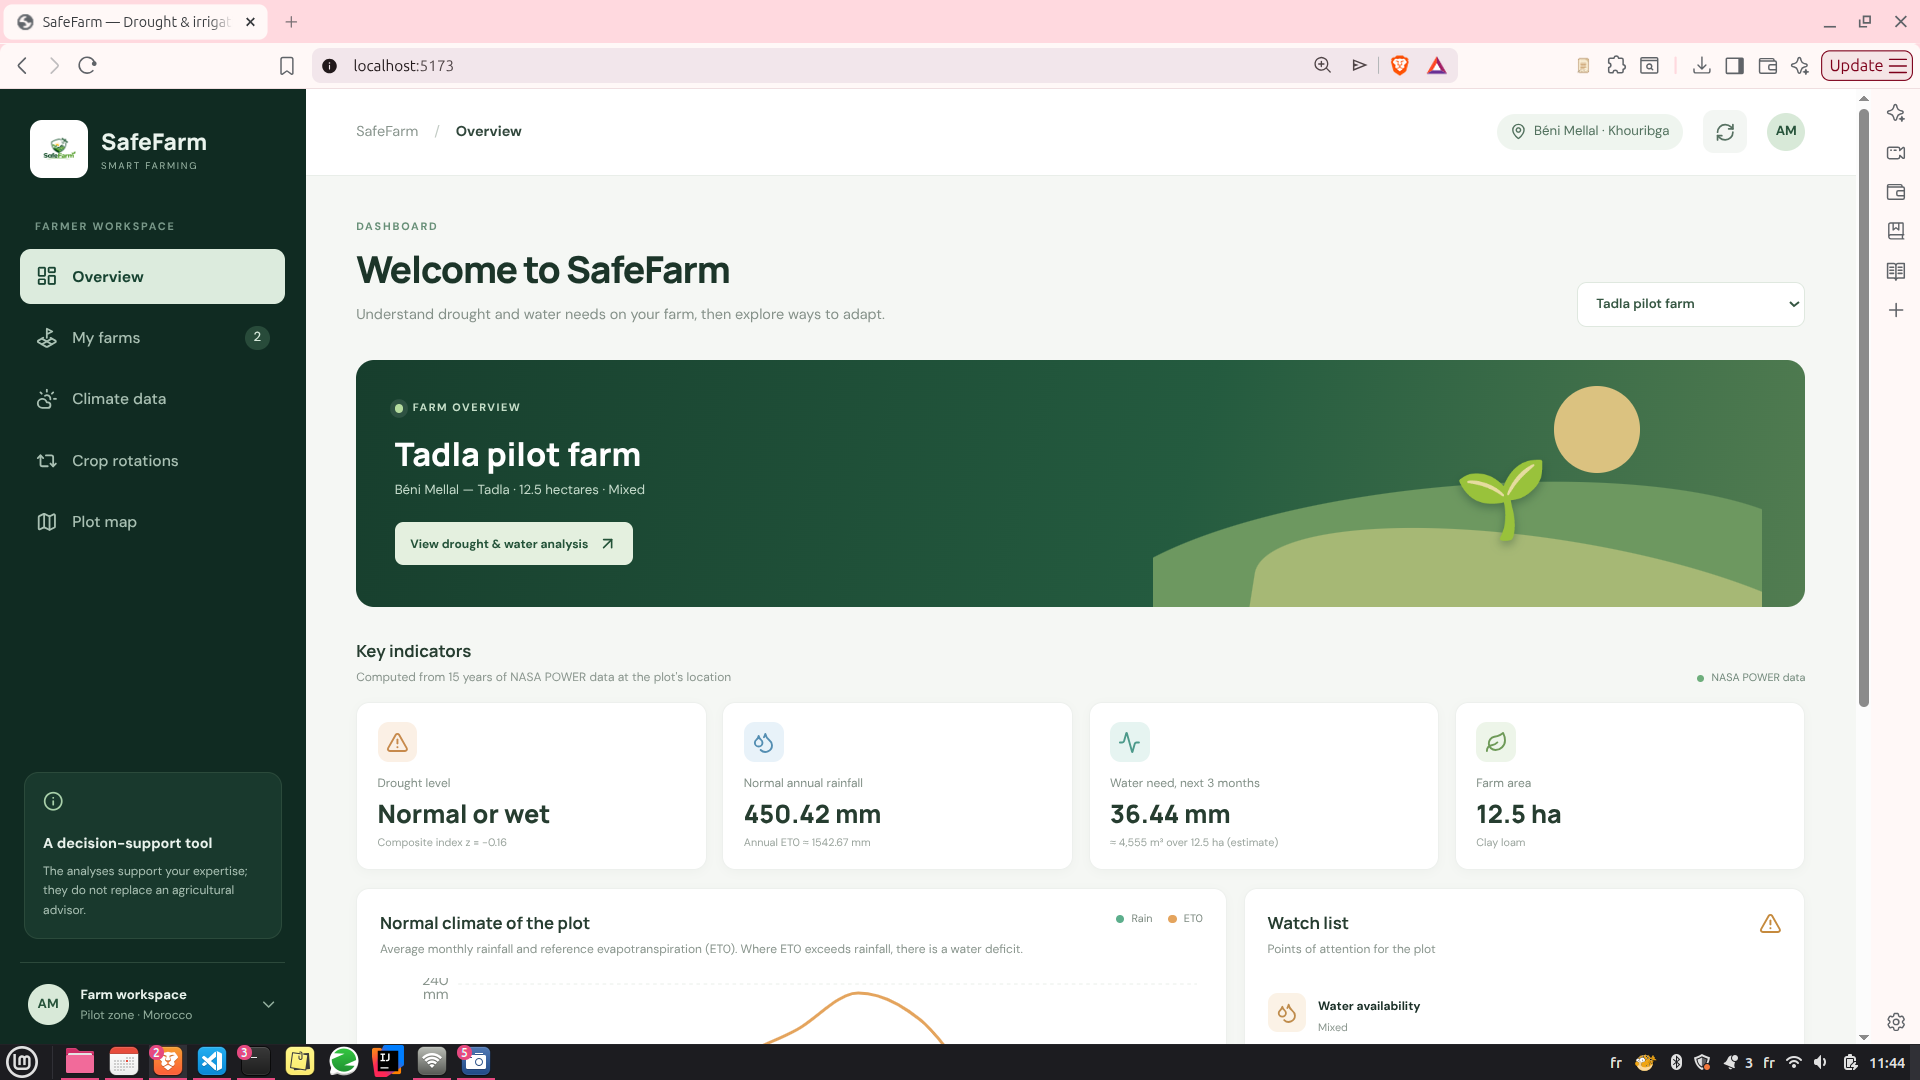 SafeFarm — Drought & irrigat
localhost:5173
Update
SafeFarm
SafeFarm
SMART FARMING
FARMER WORKSPACE
Overview
My farms
2
Climate data
Crop rotations
Plot map
A decision-support tool
The analyses support your expertise;
they do not replace an agricultural
advisor.
AM
Farm workspace
Pilot zone · Morocco
SafeFarm / Overview
Béni Mellal · Khouribga
AM
DASHBOARD
Welcome to SafeFarm
Understand drought and water needs on your farm, then explore ways to adapt.
Tadla pilot farm
FARM OVERVIEW
Tadla pilot farm
Béni Mellal — Tadla · 12.5 hectares · Mixed
View drought & water analysis
Key indicators
Computed from 15 years of NASA POWER data at the plot's location
NASA POWER data
Drought level
Normal or wet
Composite index z = -0.16
Normal annual rainfall
450.42 mm
Annual ET0 ≈ 1542.67 mm
Water need, next 3 months
36.44 mm
≈ 4,555 m³ over 12.5 ha (estimate)
Farm area
12.5 ha
Clay loam
Normal climate of the plot
Rain
ET0
Average monthly rainfall and reference evapotranspiration (ET0). Where ET0 exceeds rainfall, there is a water deficit.
240
mm
Watch list
Points of attention for the plot
Water availability
Mixed
2
3
5
fr
3
fr
11:44